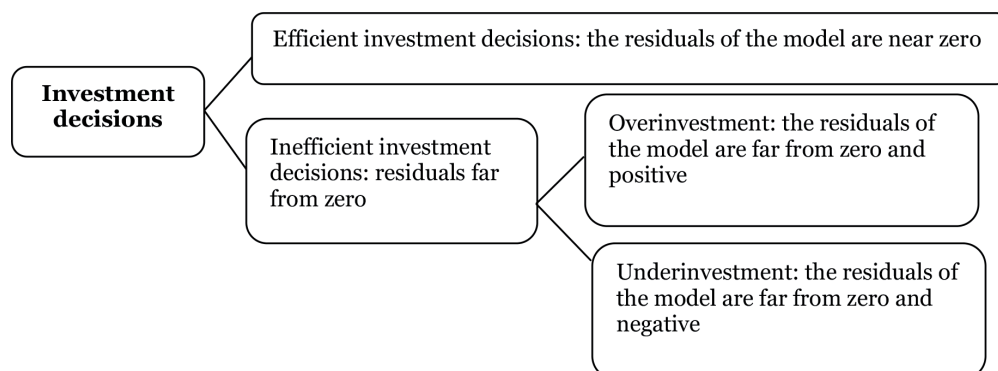 Efficient investment decisions: the residuals of the model are near zero
Investment
decisions
Inefficient investment
decisions: residuals far
from zero
Overinvestment: the residuals of
the model are far from zero and
positive
Underinvestment: the residuals of
the model are far from zero and
negative